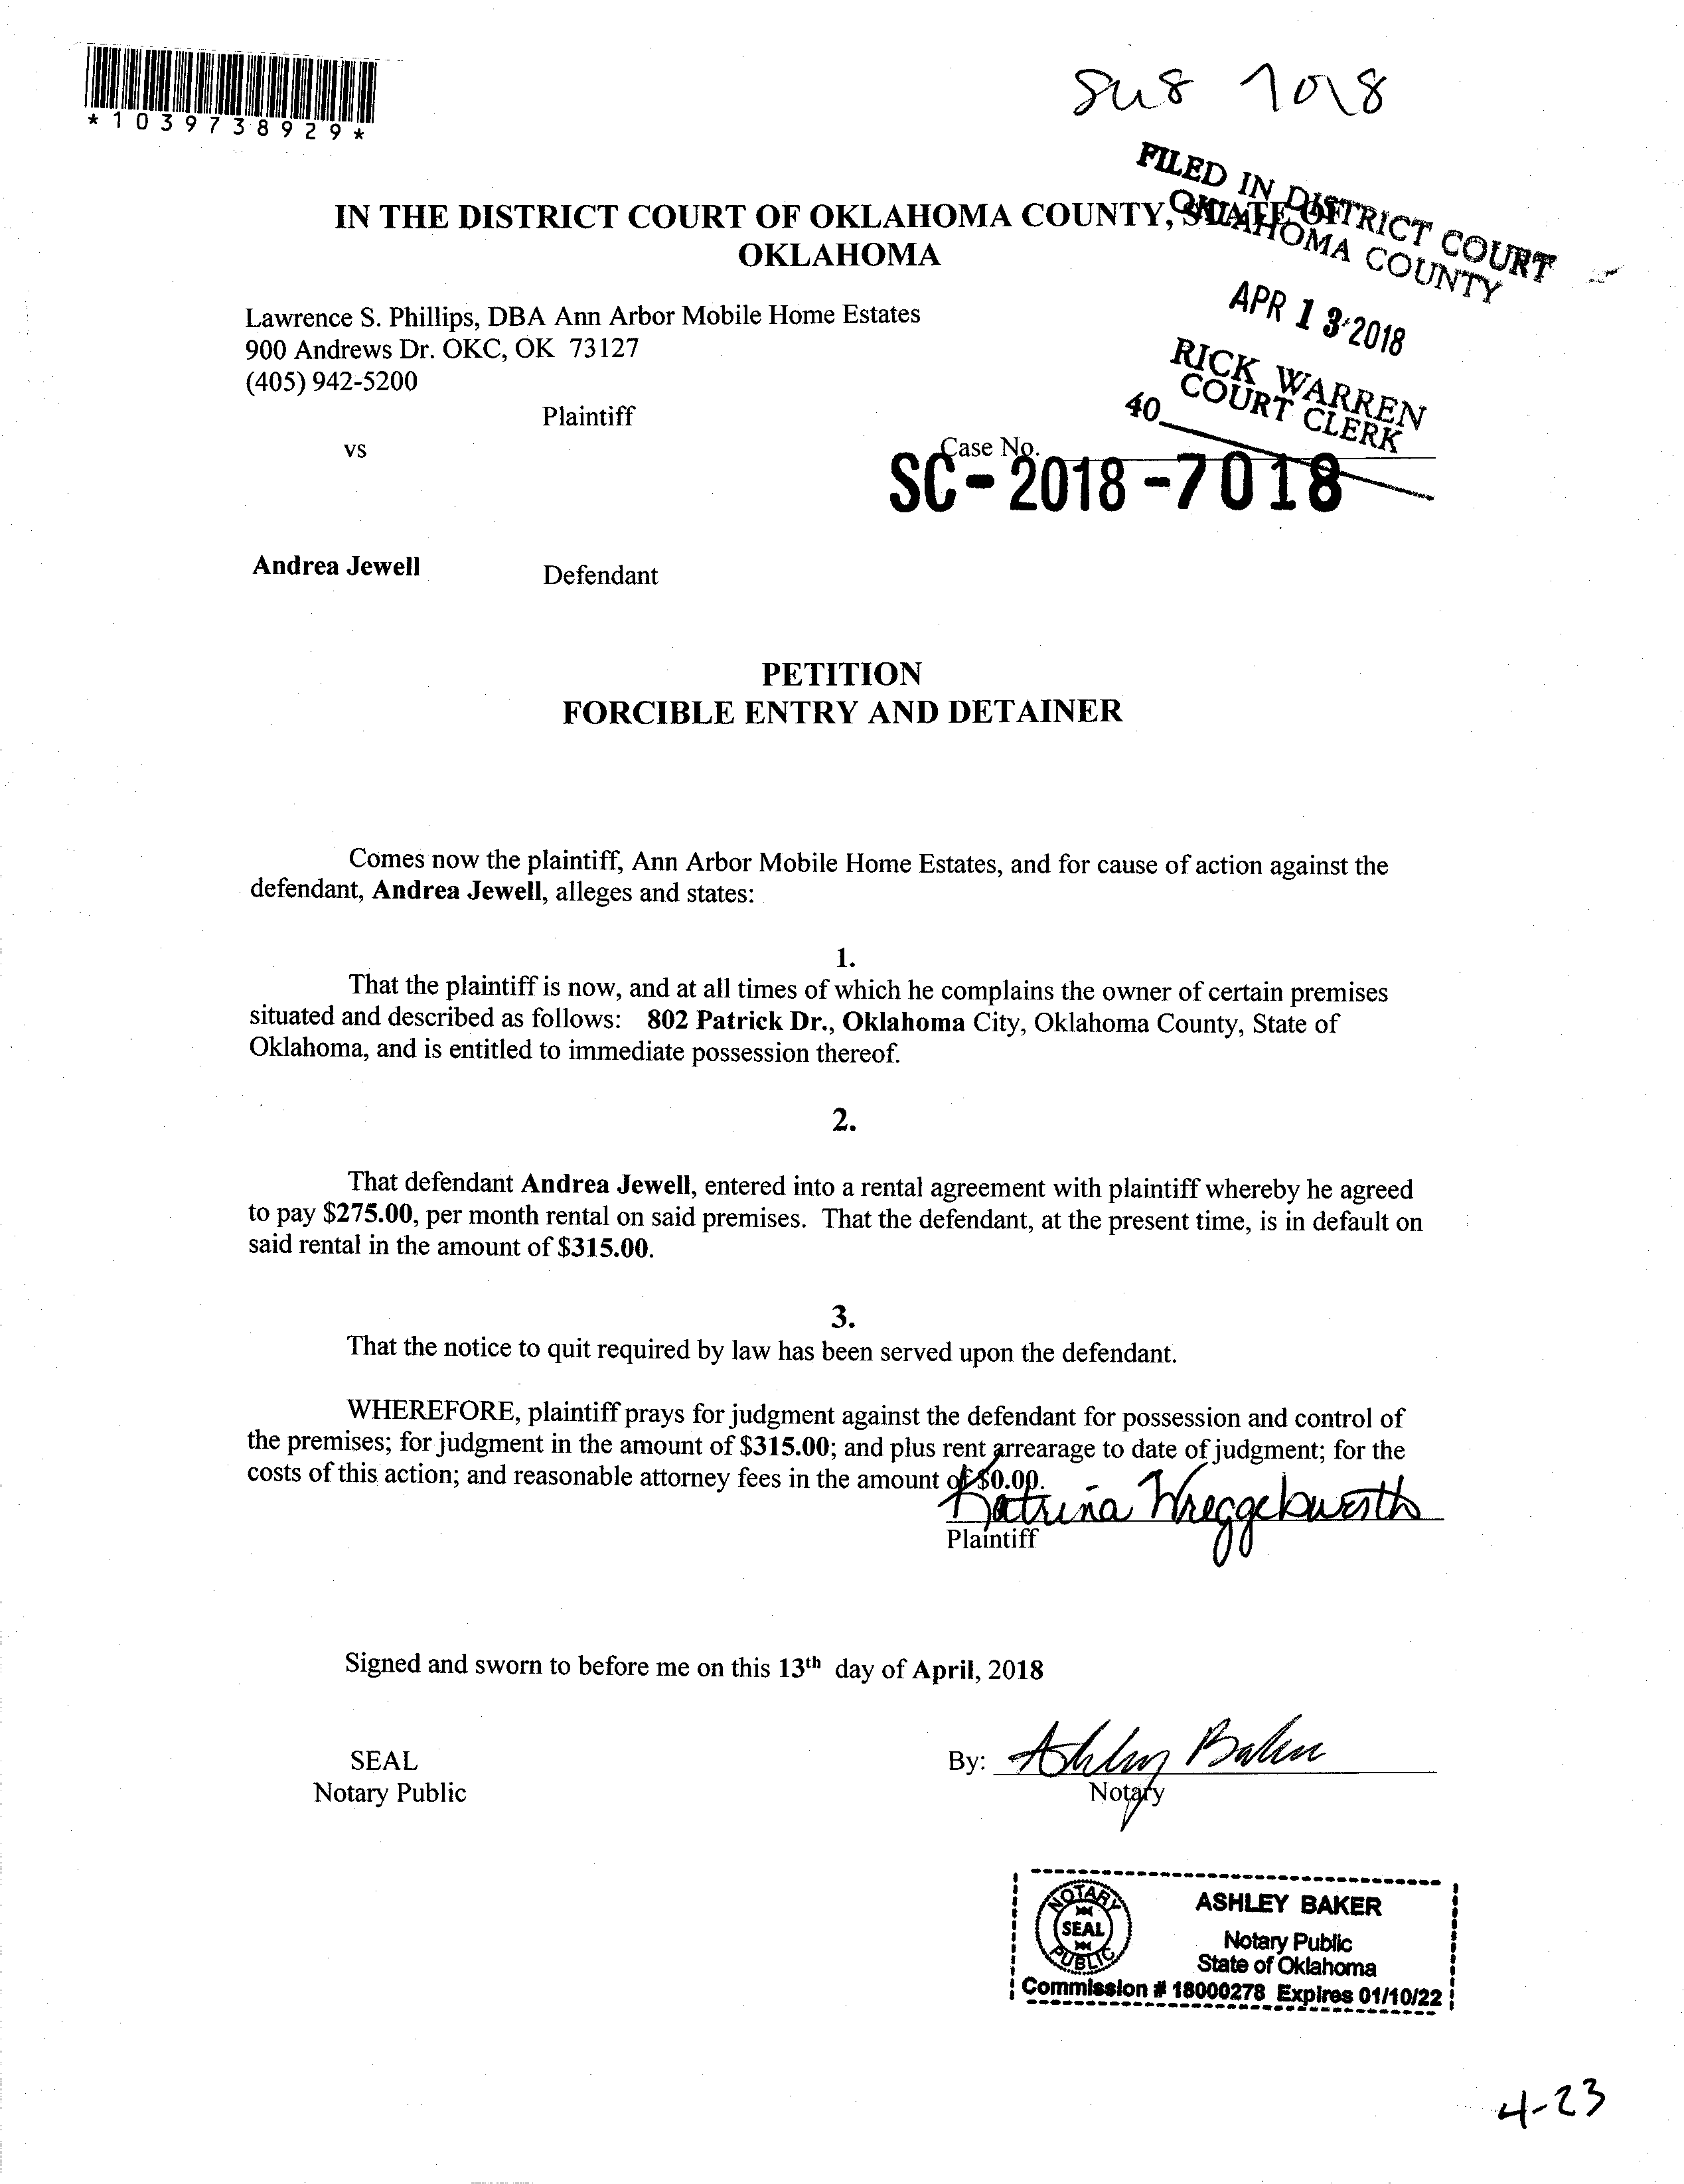 *1039738929*
7018
FILED IN DISTRICT COURT
OKLAHOMA COUNTY
IN THE DISTRICT COURT OF OKLAHOMA COUNTY, STATE OF
OKLAHOMA
APR 13 2018
RICK WARREN
COURT CLERK
40
Lawrence S. Phillips, DBA Ann Arbor Mobile Home Estates
900 Andrews Dr. OKC, OK 73127
(405) 942-5200
Plaintiff
vs
Case No.
SC-2018-7018
Andrea Jewell
Defendant
PETITION
FORCIBLE ENTRY AND DETAINER
Comes now the plaintiff, Ann Arbor Mobile Home Estates, and for cause of action against the
defendant, Andrea Jewell, alleges and states:
1.
That the plaintiff is now, and at all times of which he complains the owner of certain premises
situated and described as follows: 802 Patrick Dr., Oklahoma City, Oklahoma County, State of
Oklahoma, and is entitled to immediate possession thereof.
2.
That defendant Andrea Jewell, entered into a rental agreement with plaintiff whereby he agreed
to pay $275.00, per month rental on said premises. That the defendant, at the present time, is in default on
said rental in the amount of $315.00.
3.
That the notice to quit required by law has been served upon the defendant.
WHEREFORE, plaintiff prays for judgment against the defendant for possession and control of
the premises; for judgment in the amount of $315.00; and plus rent arrearage to date of judgment; for the
costs of this action; and reasonable attorney fees in the amount of $0.00.
Katrina
Plaintiff
Signed and sworn to before me on this 13th day of April, 2018
SEAL
Notary Public
By: Ashley Baker
Notary
NOTARY
SEAL
PUBLIC
ASHLEY BAKER
Notary Public
State of Oklahoma
Commission # 18000278 Expires 01/10/22
4-23